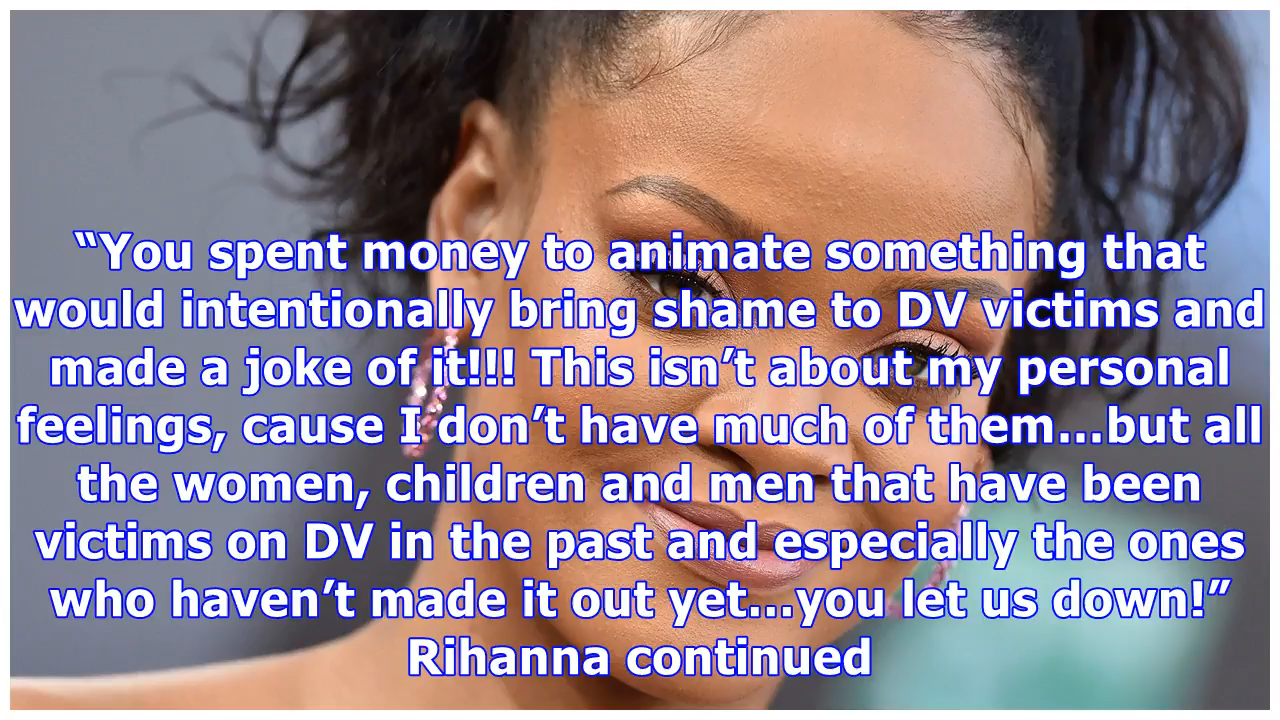 “You spent money to animate something that
would intentionally bring shame to DV victims and
made a joke of it!!! This isn’t about my personal
feelings, cause I don’t have much of them…but all
the women, children and men that have been
victims on DV in the past and especially the ones
who haven’t made it out yet…you let us down!”
Rihanna continued